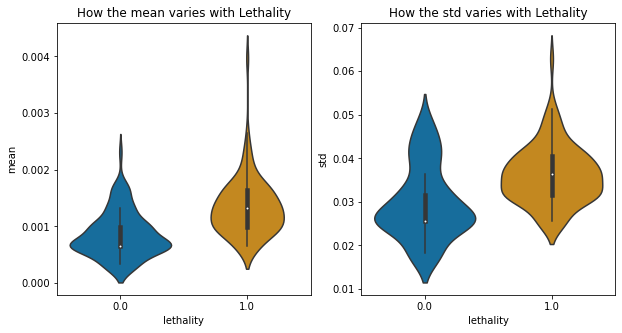 How the mean varies with Lethality
mean
0.004
0.003
0.002
0.001
0.000
0.0
1.0
lethality
How the std varies with Lethality
std
0.07
0.06
0.05
0.04
0.03
0.02
0.01
0.0
1.0
lethality